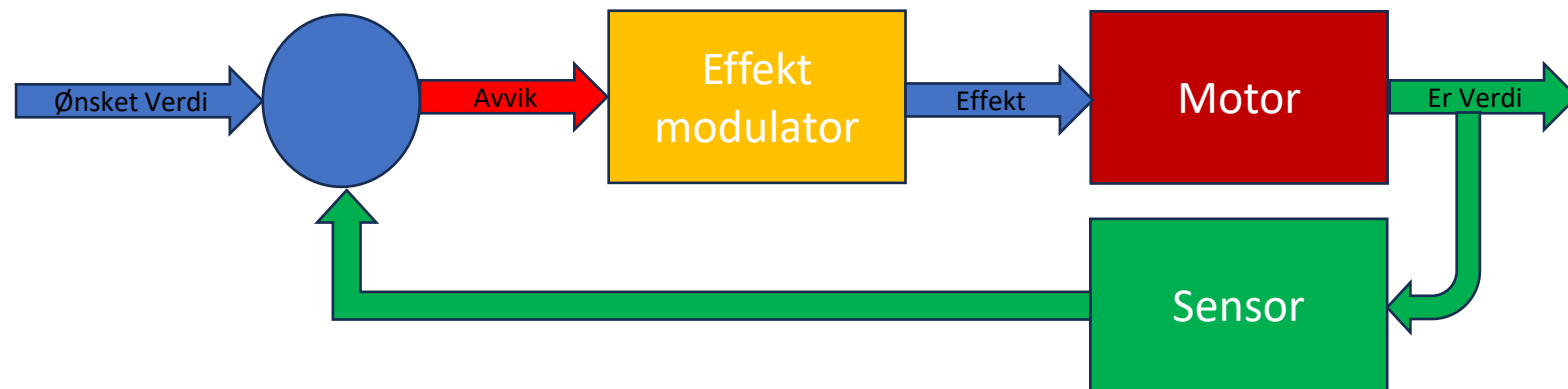 Ønsket Verdi
Avvik
Effekt
modulator
Effekt
Motor
Er Verdi
Sensor